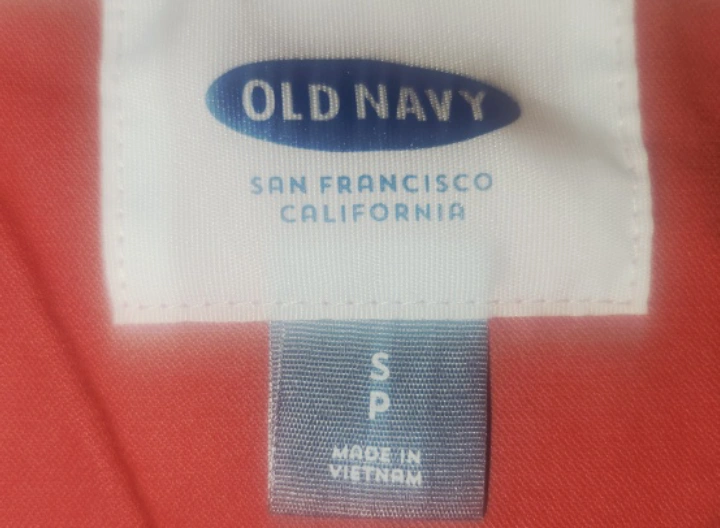 OLD NAVY
SAN FRANCISCO
CALIFORNIA
S
P
MADE IN
VIETNAM